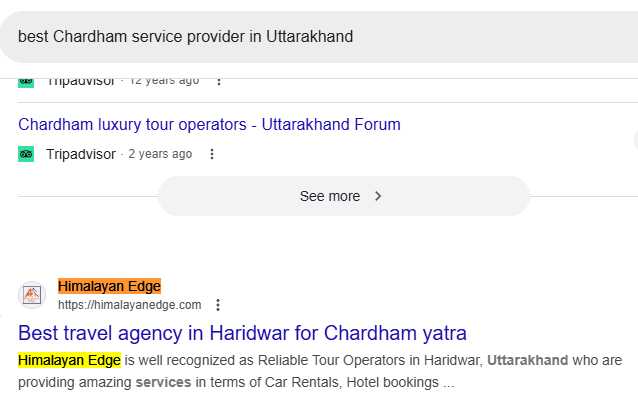 best Chardham service provider in Uttarakhand
Tripadvisor · 12 years ago
Chardham luxury tour operators - Uttarakhand Forum
Tripadvisor · 2 years ago
See more
Himalayan Edge
https://himalayanedge.com
Best travel agency in Haridwar for Chardham yatra
Himalayan Edge is well recognized as Reliable Tour Operators in Haridwar, Uttarakhand who are
providing amazing services in terms of Car Rentals, Hotel bookings ...